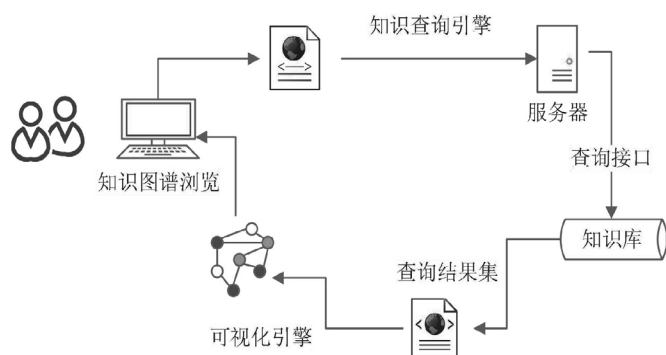 知识查询引擎
服务器
查询接口
知识图谱浏览
知识库
查询结果集
可视化引擎